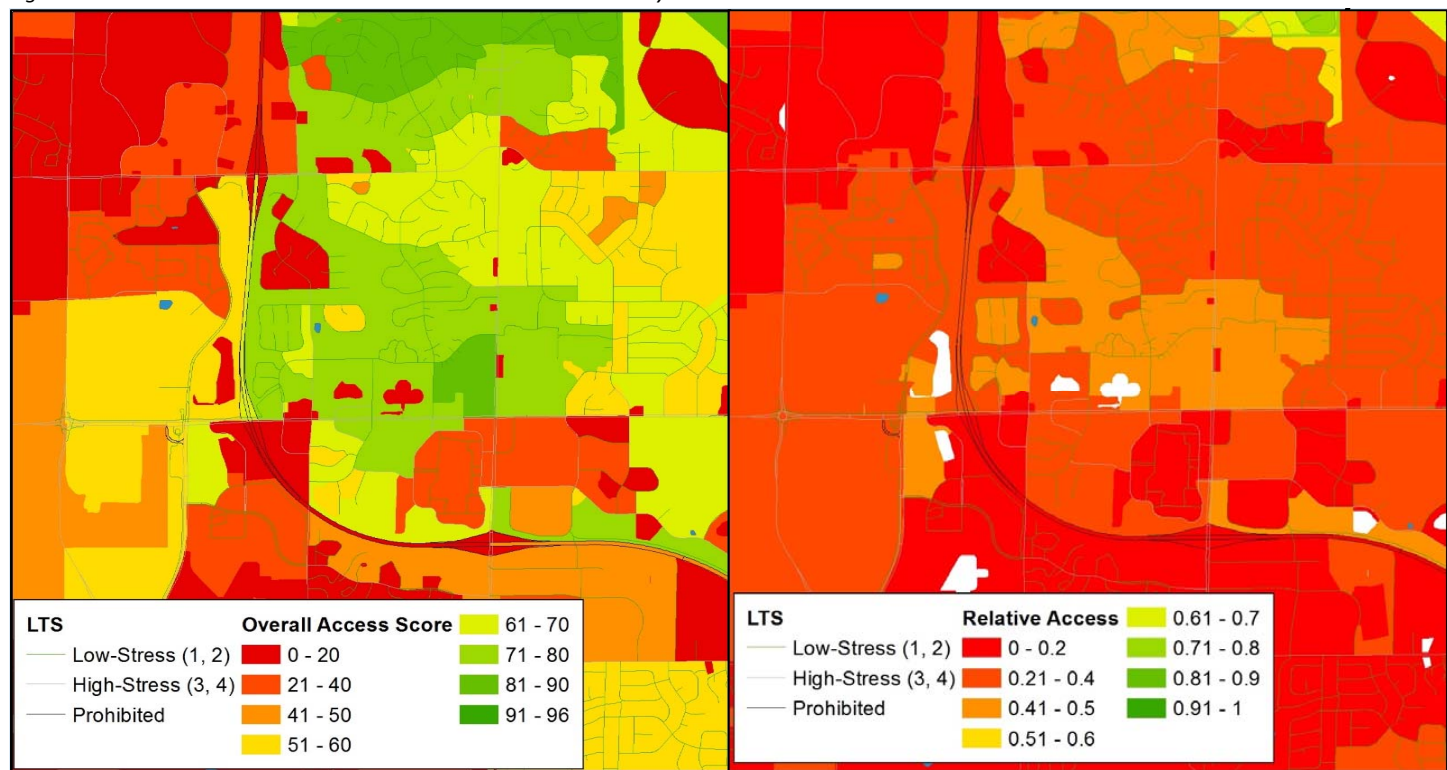 LTS
Low-Stress (1, 2)
High-Stress (3, 4)
Prohibited
Overall Access Score
0 - 20
21 - 40
41 - 50
51 - 60
61 - 70
71 - 80
81 - 90
91 - 96
LTS
Low-Stress (1, 2)
High-Stress (3, 4)
Prohibited
Relative Access
0 - 0.2
0.21 - 0.4
0.41 - 0.5
0.51 - 0.6
0.61 - 0.7
0.71 - 0.8
0.81 - 0.9
0.91 - 1